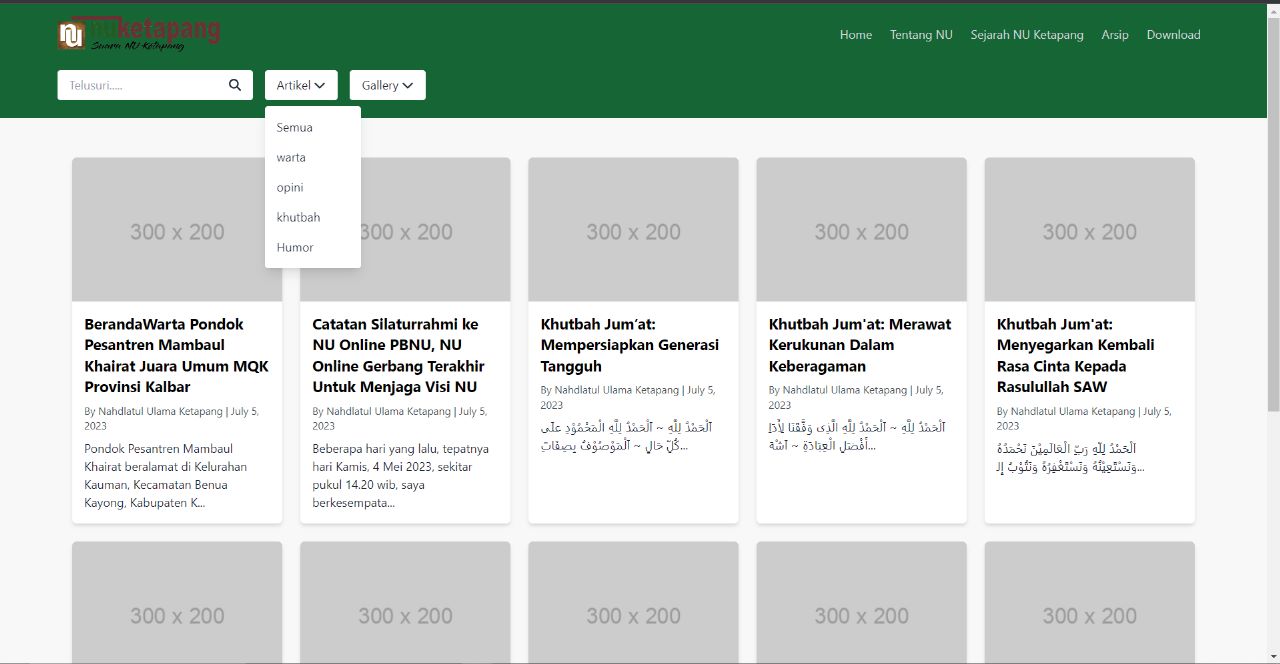 nuketapang
Suara NU Ketapang
Home Tentang NU Sejarah NU Ketapang Arsip Download
Telusuri.....
Artikel
Gallery
Semua
warta
opini
khutbah
Humor
300 x 200
300 x 200
300 x 200
300 x 200
300 x 200
BerandaWarta Pondok
Pesantren Mambaul
Khairat Juara Umum MQK
Provinsi Kalbar
By Nahdlatul Ulama Ketapang | July 5,
2023
Pondok Pesantren Mambaul
Khairat beralamat di Kelurahan
Kauman, Kecamatan Benua
Kayong, Kabupaten K...
Catatan Silaturrahmi ke
NU Online PBNU, NU
Online Gerbang Terakhir
Untuk Menjaga Visi NU
By Nahdlatul Ulama Ketapang | July 5,
2023
Beberapa hari yang lalu, tepatnya
hari Kamis, 4 Mei 2023, sekitar
pukul 14.20 wib, saya
berkesempata...
Khutbah Jum’at:
Mempersiapkan Generasi
Tangguh
By Nahdlatul Ulama Ketapang | July 5,
2023
اَلْحَمْدُ لِلَّهِ ~ اَلْحَمْدُ لِلَّهِ الْمَحْمُوْدِ عَلَى
كُلِّ حَالٍ ~ اَلْمَوْصُوْفُ بِصِفَاتِ...
Khutbah Jum'at: Merawat
Kerukunan Dalam
Keberagaman
By Nahdlatul Ulama Ketapang | July 5,
2023
اَلْحَمْدُ لِلَّهِ ~ اَلْحَمْدُ لِلَّهِ الَّذِى وَفَّقَنَا لِأَدَاءِ
أَفْضَلِ الْعِبَادَةِ ~
Khutbah Jum'at:
Menyegarkan Kembali
Rasa Cinta Kepada
Rasulullah SAW
By Nahdlatul Ulama Ketapang | July 5,
2023
اَلْحَمْدُ لِلّٰهِ رَبِّ الْعَالَمِيْنَ نَحْمَدُهُ
وَنَسْتَعِيْنُهُ وَنَسْتَغْفِرُهُ وَنَتُوْبُ إِلَ...
300 x 200
300 x 200
300 x 200
300 x 200
300 x 200